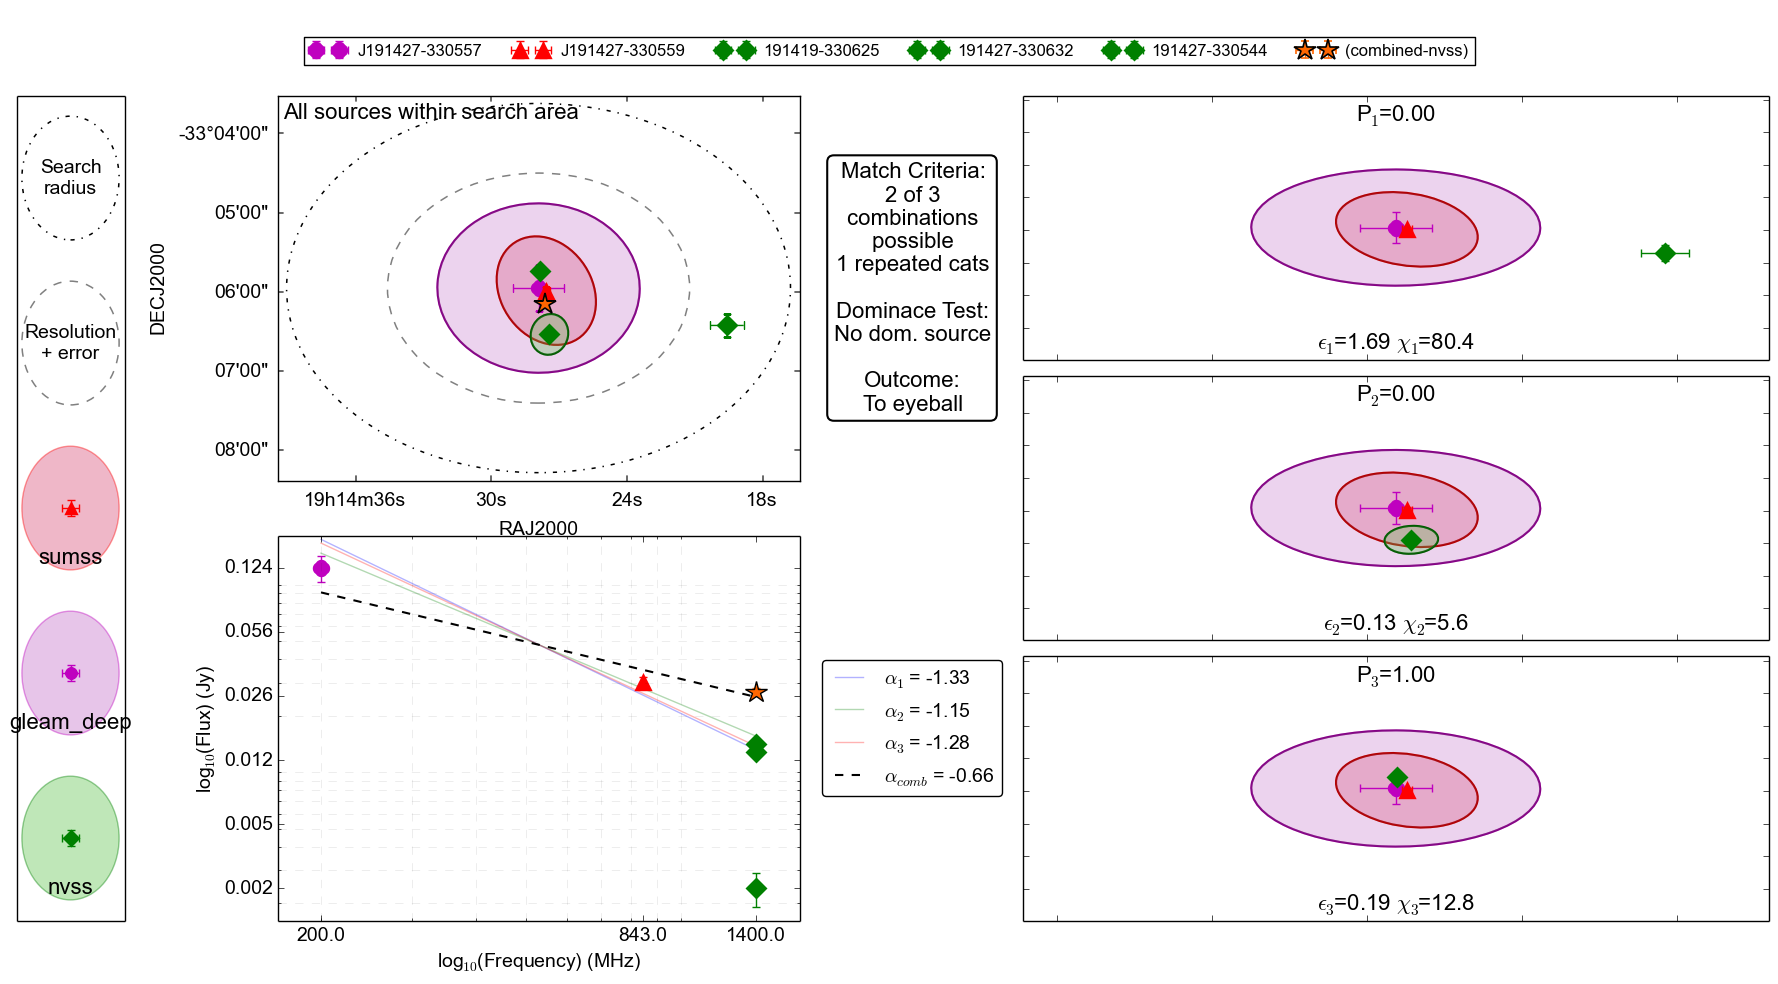 J191427-330557 J191427-330559 191419-330625 191427-330632 191427-330544 (combined-nvss)
Search
radius
Resolution
+ error
sumss
gleam_deep
nvss
All sources within search area
DECJ2000
-33°04'00"
05'00"
06'00"
07'00"
08'00"
19h14m36s 30s 24s 18s
RAJ2000
Match Criteria:
2 of 3
combinations
possible
1 repeated cats
Dominace Test:
No dom. source
Outcome:
To eyeball
log₁₀(Flux) (Jy)
0.124
0.056
0.026
0.012
0.005
0.002
200.0 843.0 1400.0
log₁₀(Frequency) (MHz)
α₁ = -1.33
α₂ = -1.15
α₃ = -1.28
α_comb = -0.66
P₁=0.00
ϵ₁=1.69 χ₁=80.4
P₂=0.00
ϵ₂=0.13 χ₂=5.6
P₃=1.00
ϵ₃=0.19 χ₃=12.8